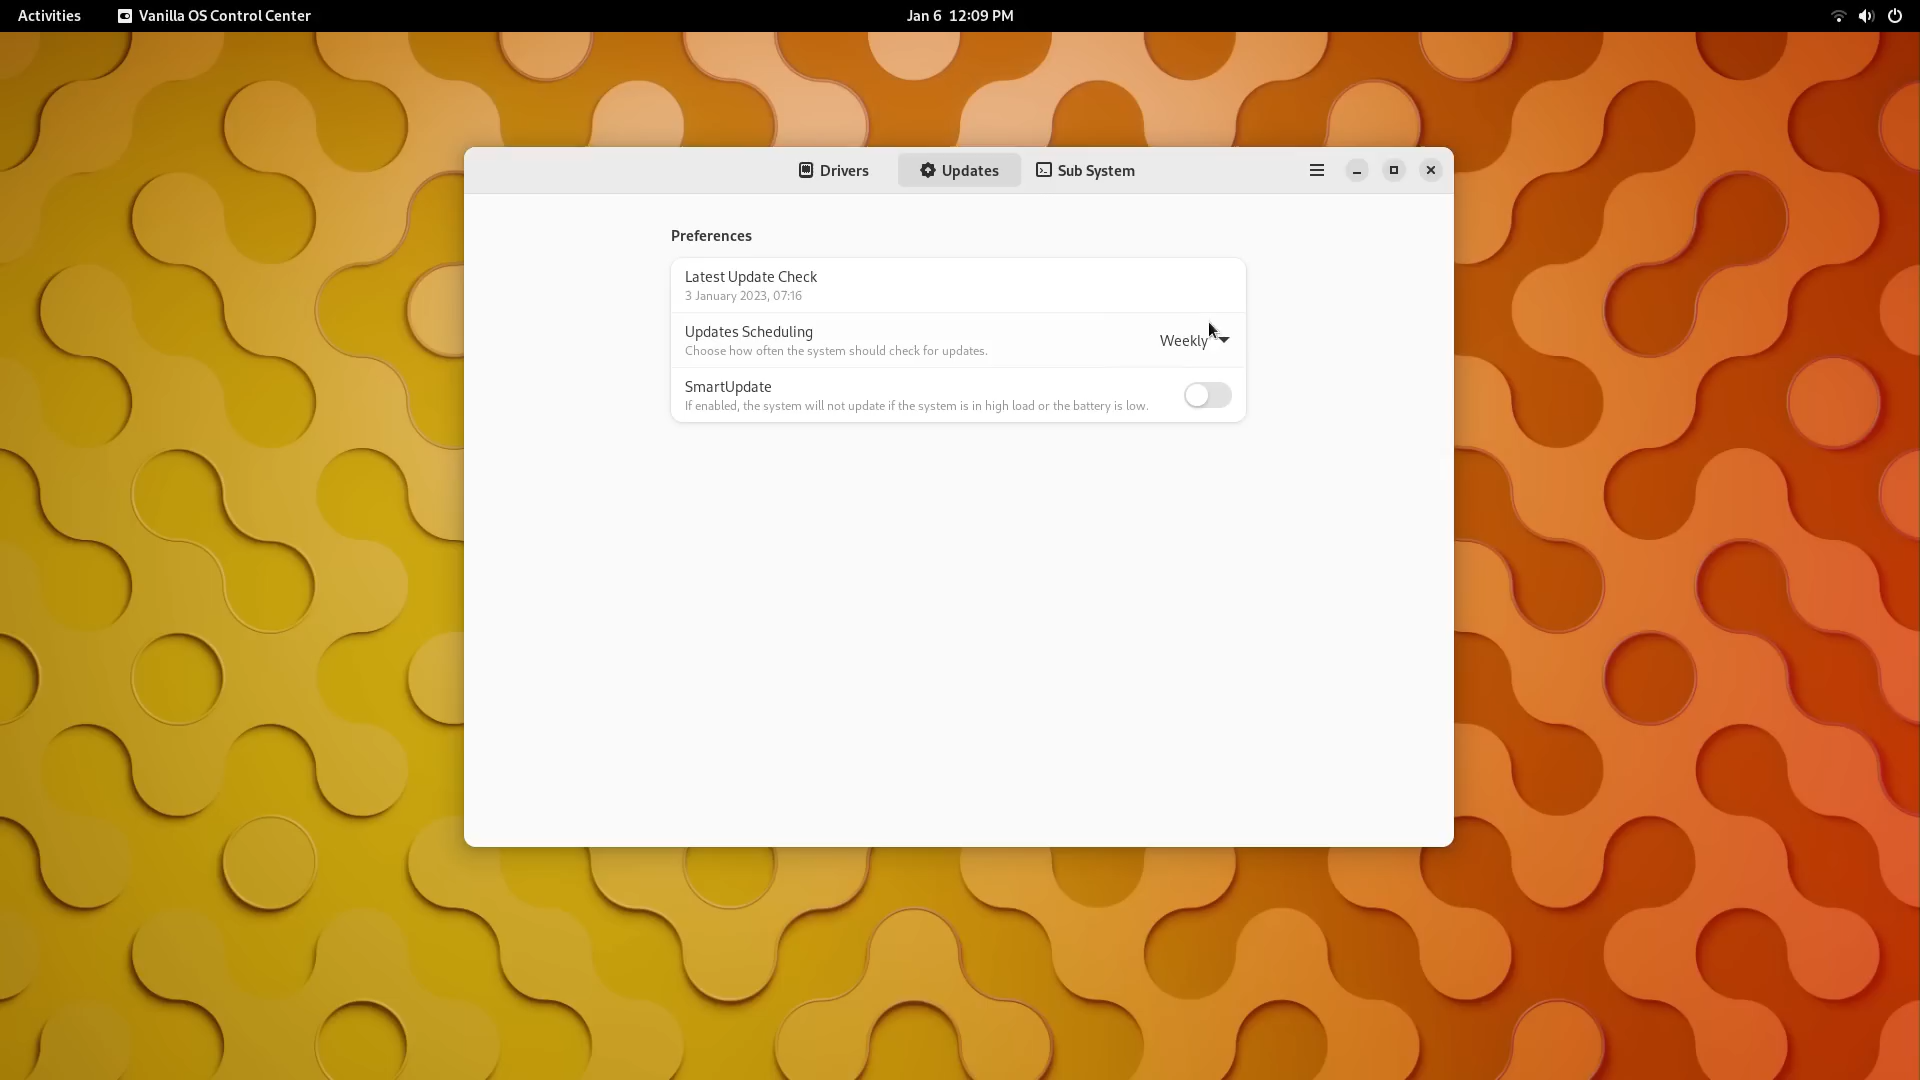 Activities
Vanilla OS Control Center
Jan 6 12:09 PM
Drivers
Updates
Sub System
Preferences
Latest Update Check
3 January 2023, 07:16
Updates Scheduling
Choose how often the system should check for updates.
Weekly
SmartUpdate
If enabled, the system will not update if the system is in high load or the battery is low.